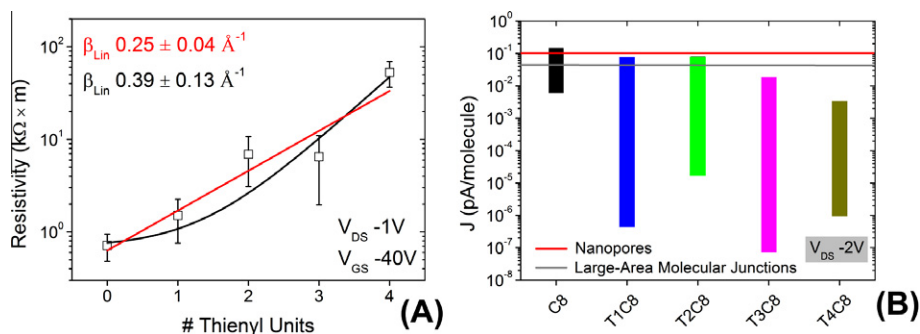 β_Lin 0.25 ± 0.04 Å⁻¹
β_Lin 0.39 ± 0.13 Å⁻¹
Resistivity (kΩ × m)
10²
10¹
10⁰
V_DS -1V
V_GS -40V
0 1 2 3 4
# Thienyl Units
(A)
J (pA/molecule)
10⁰
10⁻¹
10⁻²
10⁻³
10⁻⁴
10⁻⁵
10⁻⁶
10⁻⁷
10⁻⁸
Nanopores
Large-Area Molecular Junctions
V_DS -2V
C8 T1C8 T2C8 T3C8 T4C8
(B)